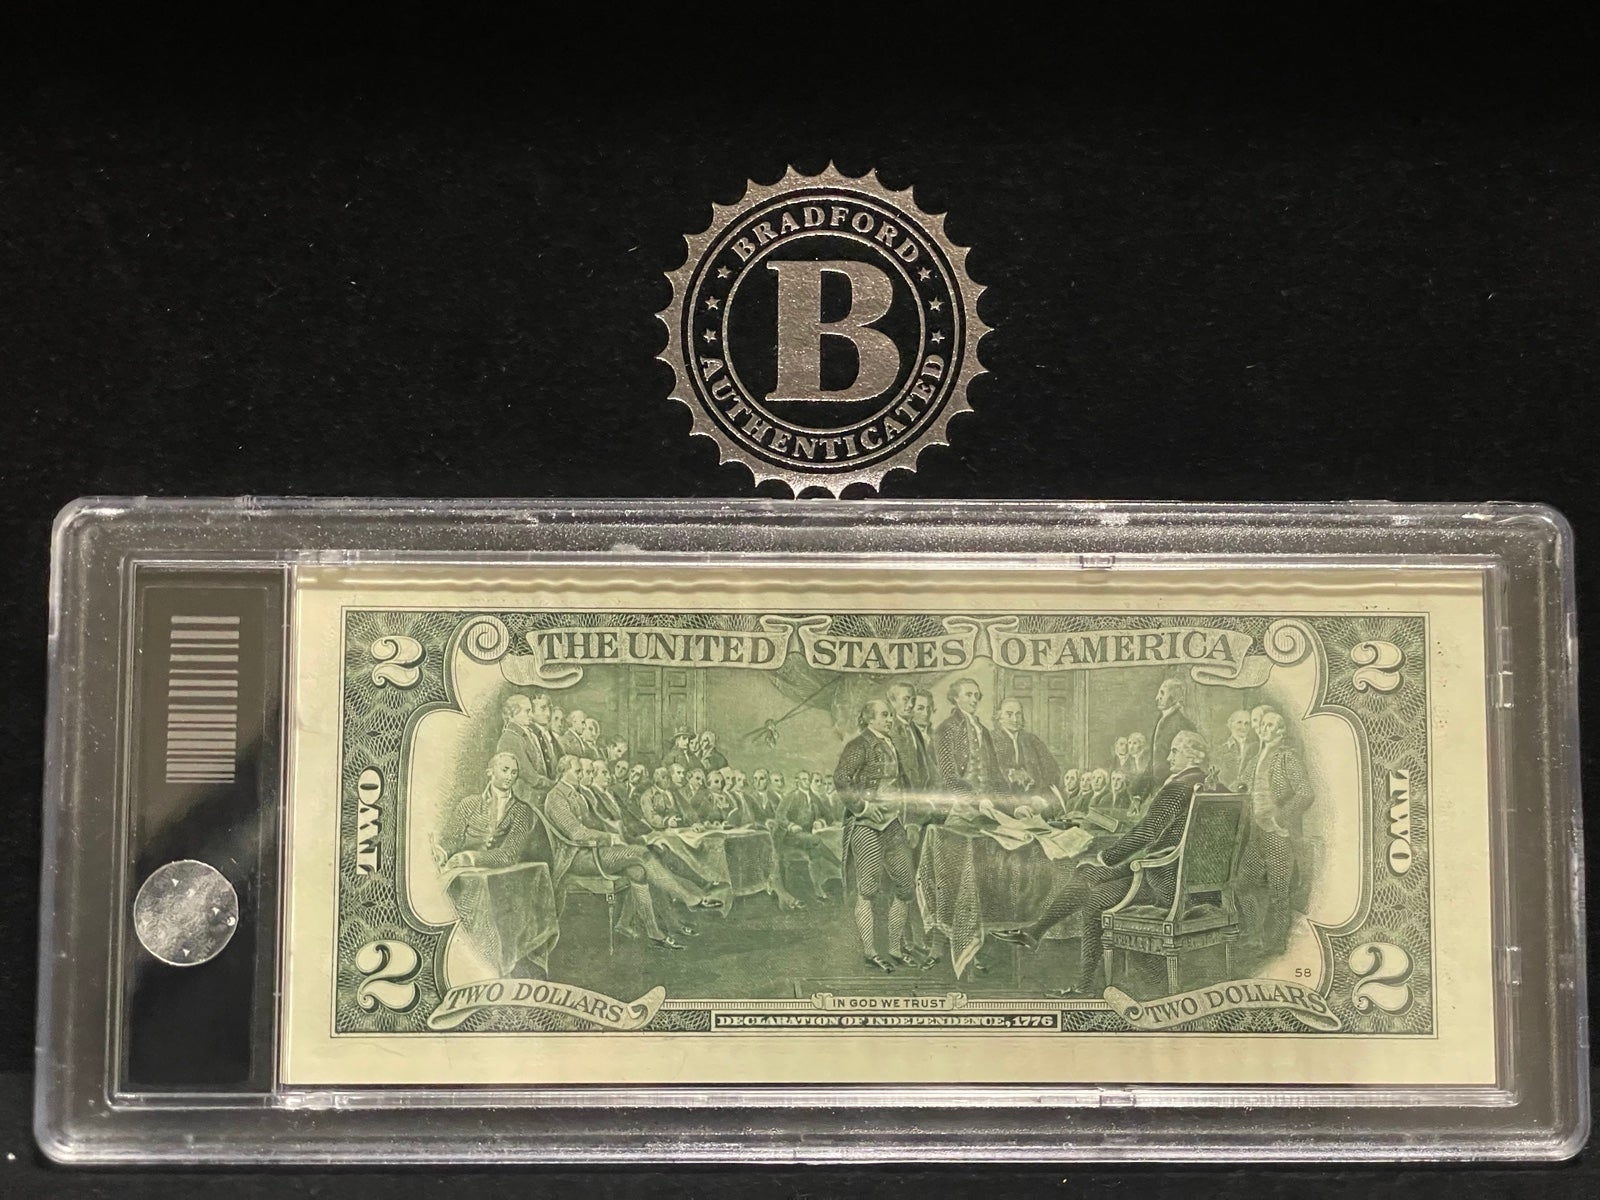 BRADFORD
B
AUTHENTICATED
2 THE UNITED STATES OF AMERICA 2
TWO TWO
58
2 TWO DOLLARS IN GOD WE TRUST TWO DOLLARS 2
DECLARATION OF INDEPENDENCE, 1776